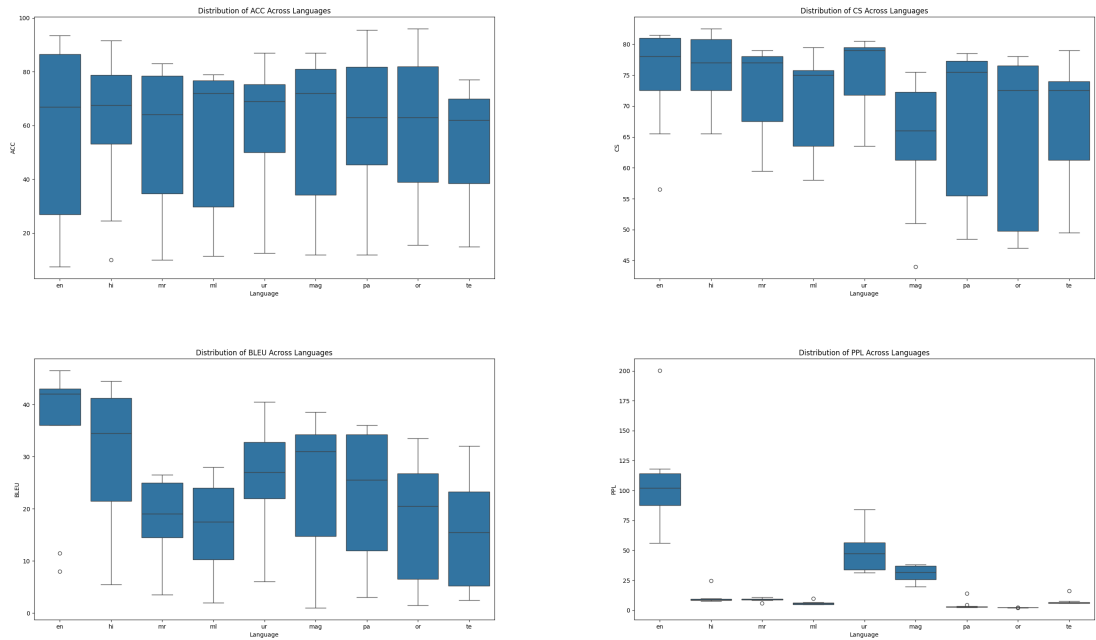 Distribution of ACC Across Languages
100
80
60
40
20
ACC
en hi mr ml ur mag pa or te
Language
Distribution of CS Across Languages
80
75
70
65
60
55
50
45
CS
en hi mr ml ur mag pa or te
Language
Distribution of BLEU Across Languages
40
30
20
10
0
BLEU
en hi mr ml ur mag pa or te
Language
Distribution of PPL Across Languages
200
175
150
125
100
75
50
25
0
PPL
en hi mr ml ur mag pa or te
Language